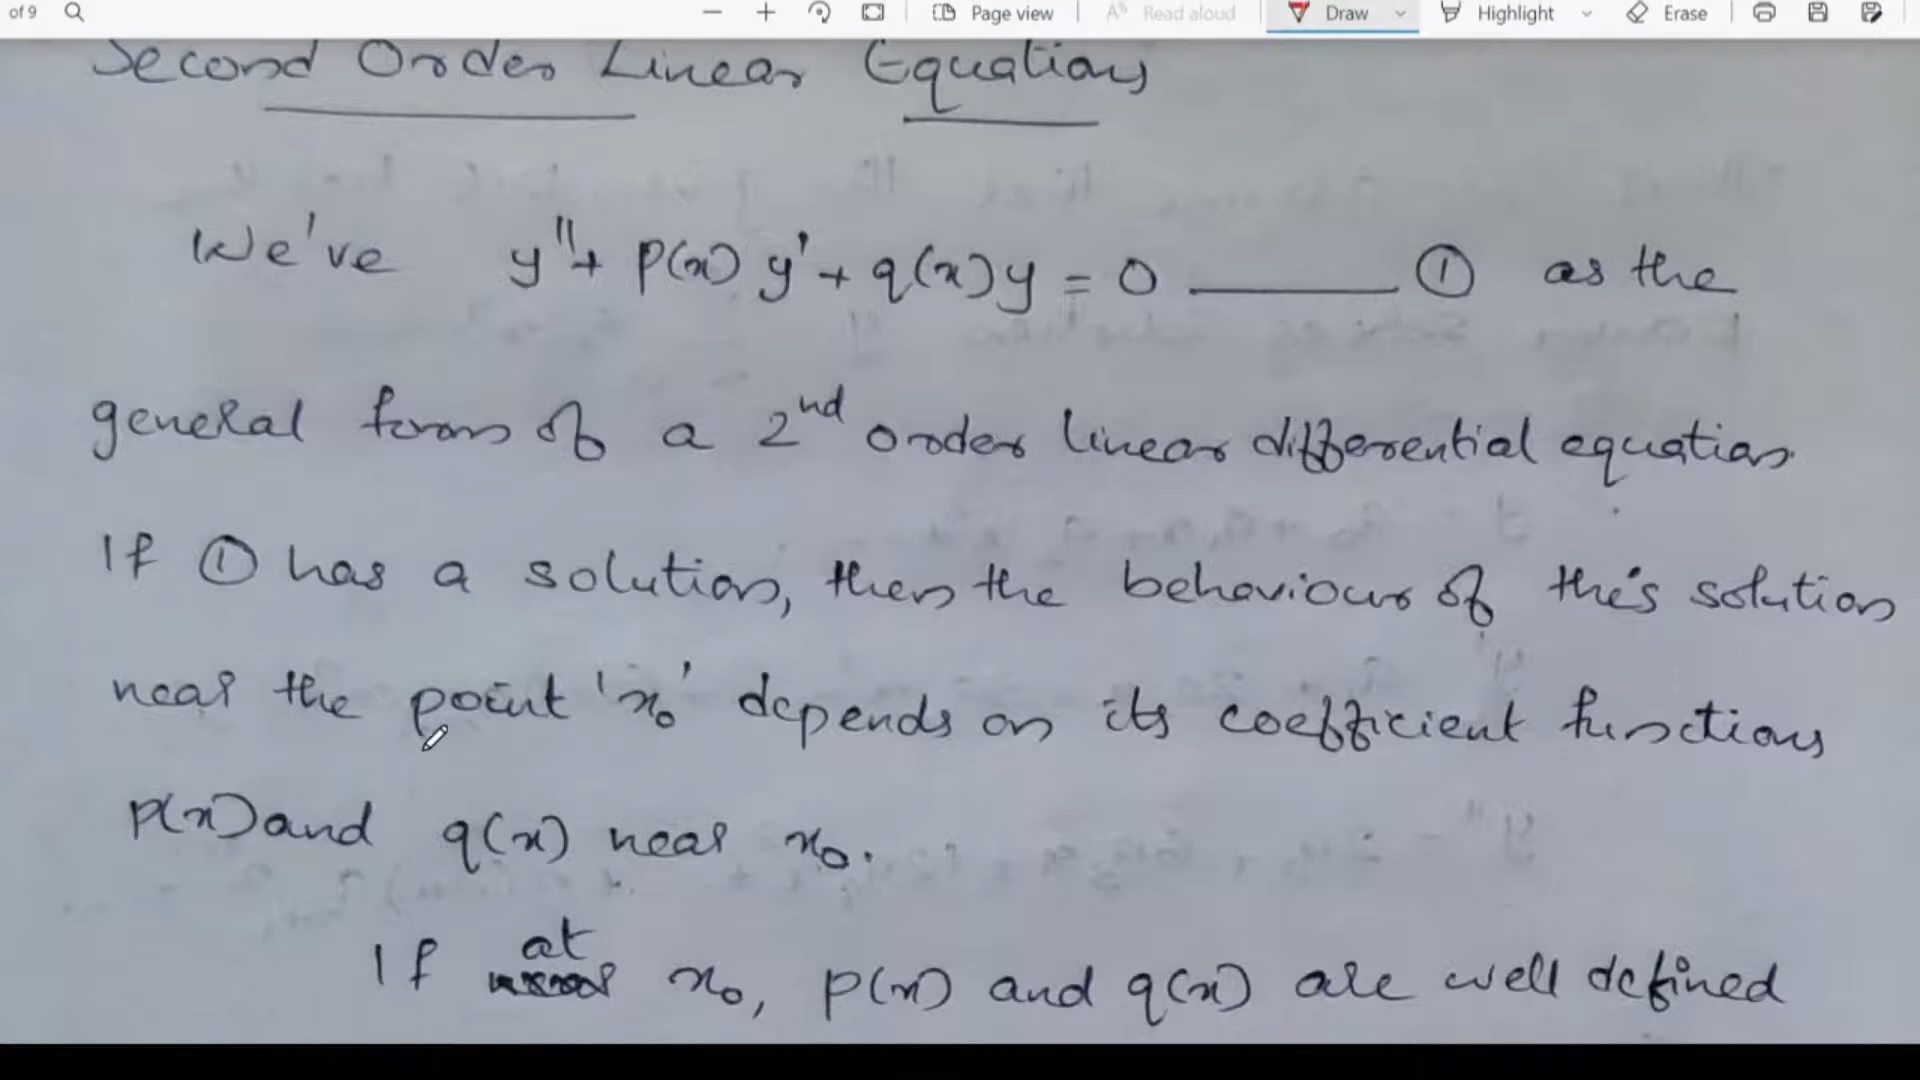 of 9 Page view Read aloud Draw Highlight Erase
Second Order Linear Equations
We've y'' + p(x) y' + q(x)y = 0 ——— ① as the
general form of a 2nd order linear differential equation.
If ① has a solution, then the behaviour of this solution
near the point 'x₀' depends on its coefficient functions
p(x) and q(x) near x₀.
at
If x₀, p(x) and q(x) are well defined